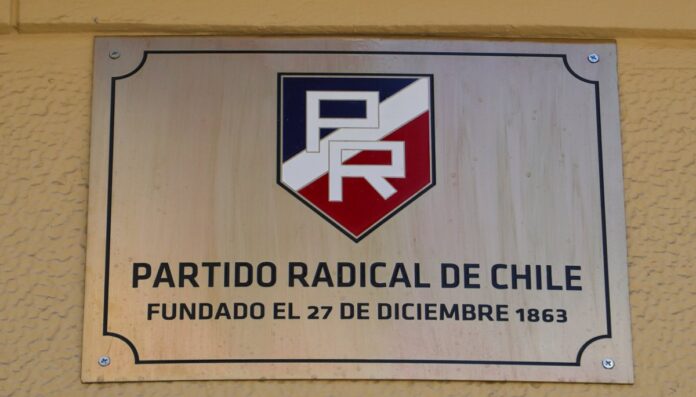 PR
PARTIDO RADICAL DE CHILE
FUNDADO EL 27 DE DICIEMBRE 1863